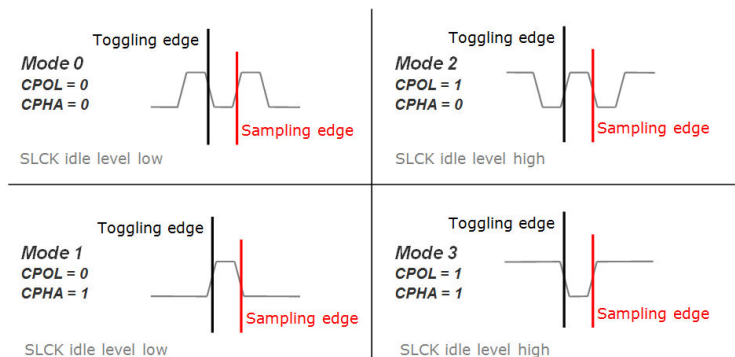 Toggling edge
Mode 0
CPOL = 0
CPHA = 0
Sampling edge
SLCK idle level low
Toggling edge
Mode 2
CPOL = 1
CPHA = 0
Sampling edge
SLCK idle level high
Toggling edge
Mode 1
CPOL = 0
CPHA = 1
Sampling edge
SLCK idle level low
Toggling edge
Mode 3
CPOL = 1
CPHA = 1
Sampling edge
SLCK idle level high